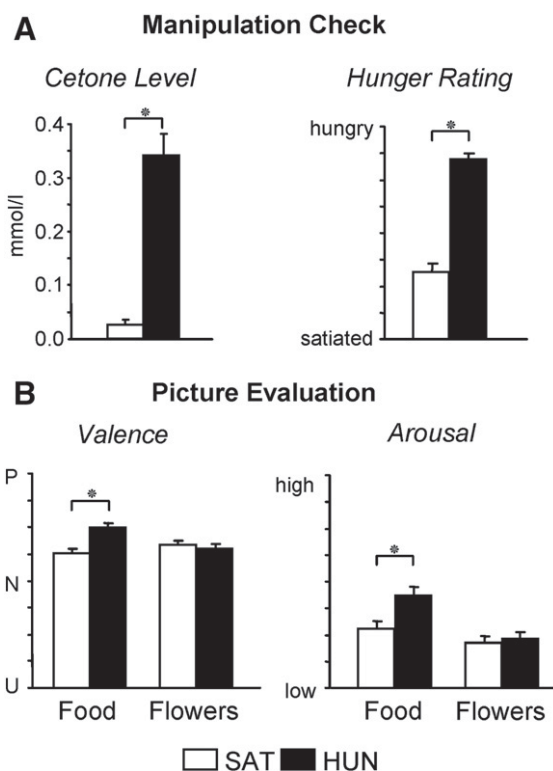 A Manipulation Check
Cetone Level
mmol/l
0.4
0.3
0.2
0.1
0.0
*
Hunger Rating
hungry
satiated
*
B Picture Evaluation
Valence
P
N
U
*
Food Flowers
Arousal
high
low
*
Food Flowers
SAT HUN